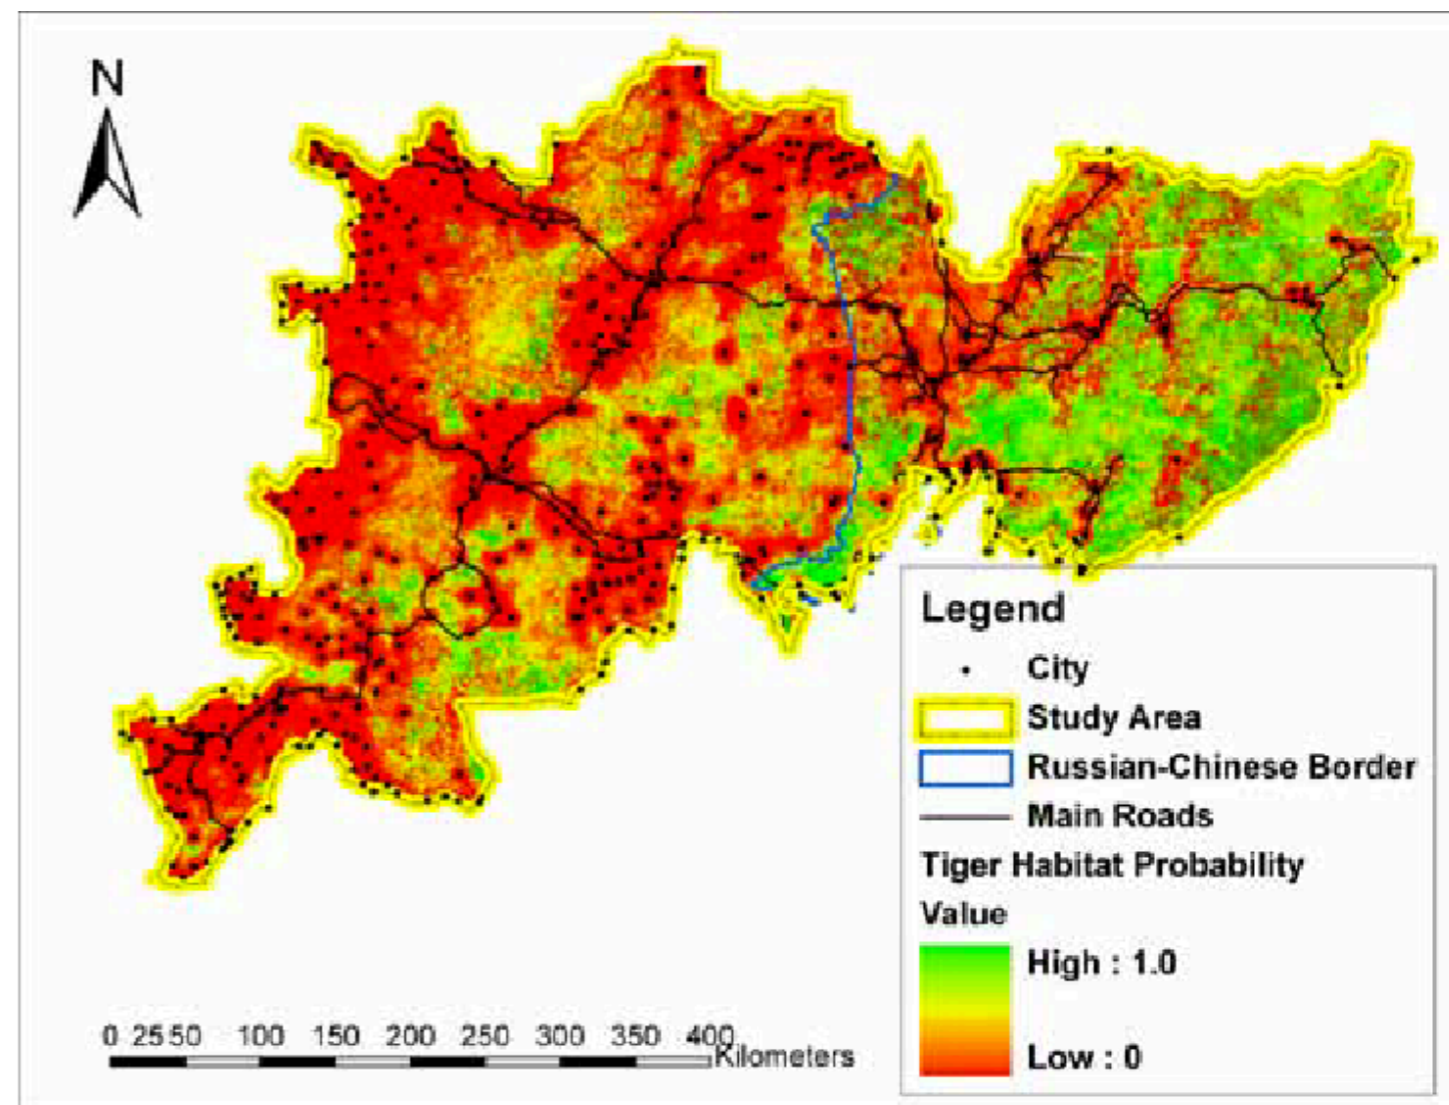 N
Legend
City
Study Area
Russian-Chinese Border
Main Roads
Tiger Habitat Probability
Value
High : 1.0
Low : 0
0 25 50 100 150 200 250 300 350 400
Kilometers